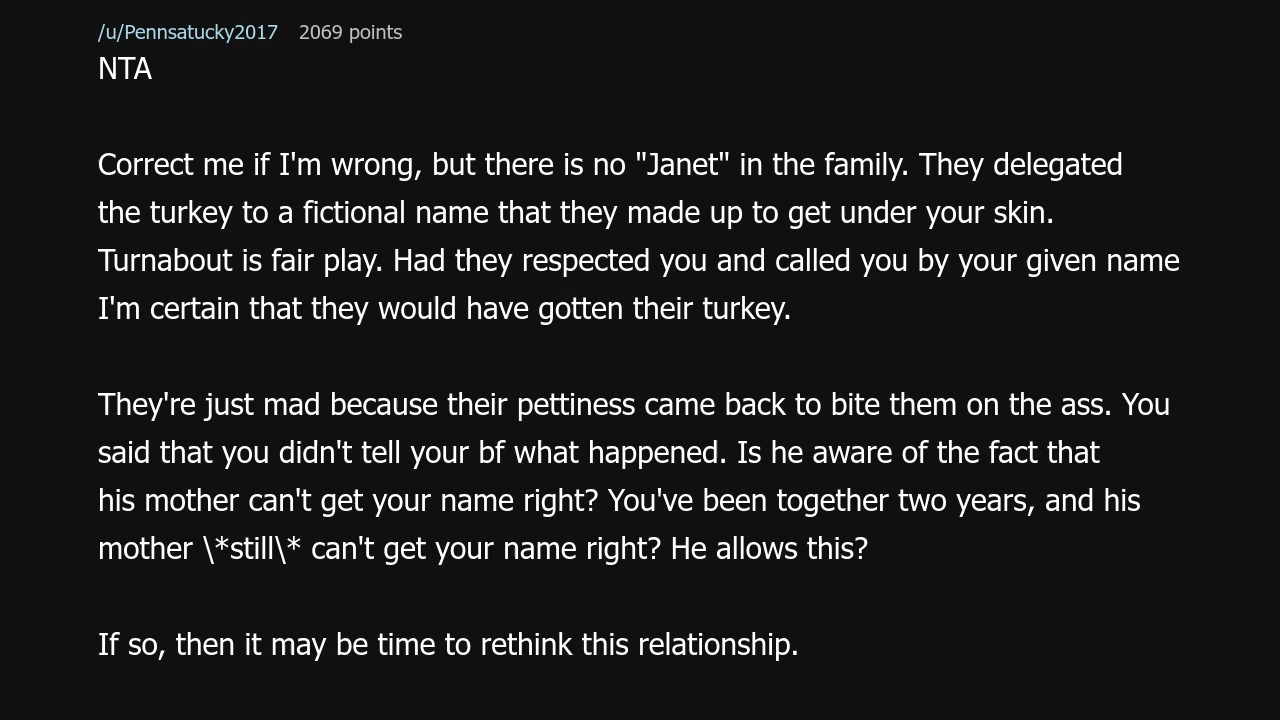 /u/Pennsatucky2017 2069 points
NTA
Correct me if I'm wrong, but there is no "Janet" in the family. They delegated
the turkey to a fictional name that they made up to get under your skin.
Turnabout is fair play. Had they respected you and called you by your given name
I'm certain that they would have gotten their turkey.
They're just mad because their pettiness came back to bite them on the ass. You
said that you didn't tell your bf what happened. Is he aware of the fact that
his mother can't get your name right? You've been together two years, and his
mother \*still\* can't get your name right? He allows this?
If so, then it may be time to rethink this relationship.